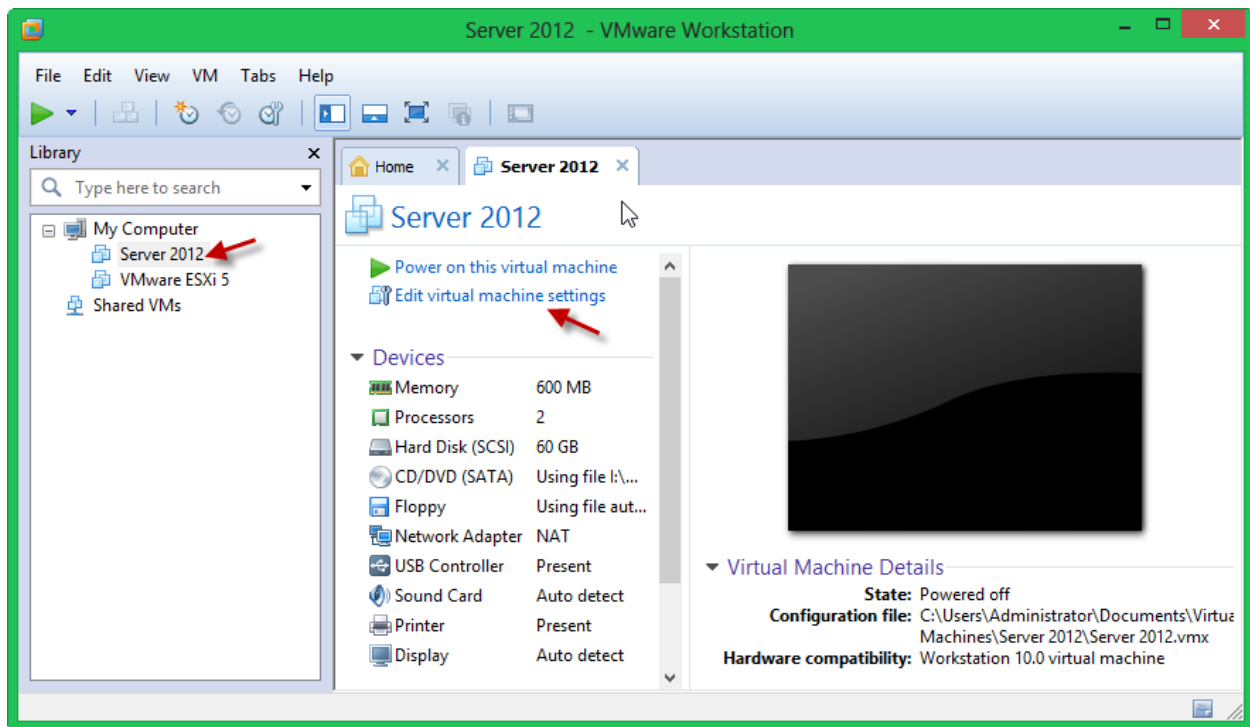 Server 2012 - VMware Workstation
File Edit View VM Tabs Help
Library
Type here to search
My Computer
Server 2012
VMware ESXi 5
Shared VMs
Home
Server 2012
Server 2012
Power on this virtual machine
Edit virtual machine settings
Devices
Memory 600 MB
Processors 2
Hard Disk (SCSI) 60 GB
CD/DVD (SATA) Using file I:\...
Floppy Using file aut...
Network Adapter NAT
USB Controller Present
Sound Card Auto detect
Printer Present
Display Auto detect
Virtual Machine Details
State: Powered off
Configuration file: C:\Users\Administrator\Documents\Virtua
Machines\Server 2012\Server 2012.vmx
Hardware compatibility: Workstation 10.0 virtual machine